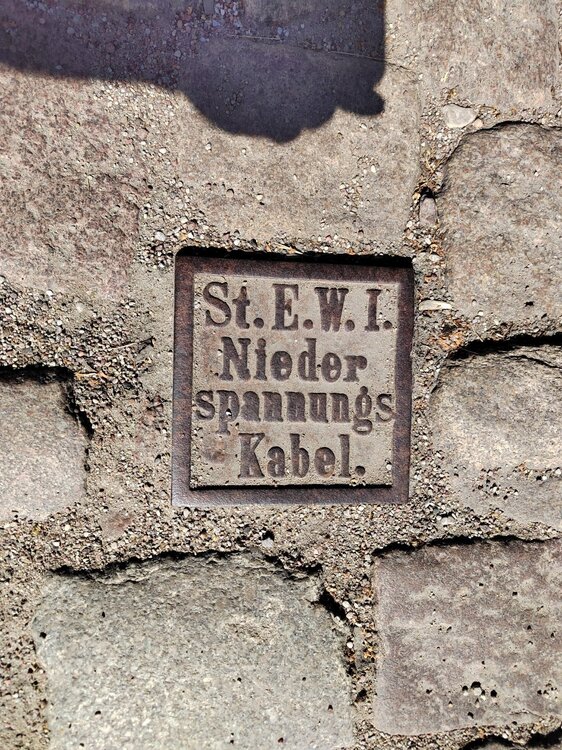 St. E. W. I.
Nieder
spannungs
Kabel.